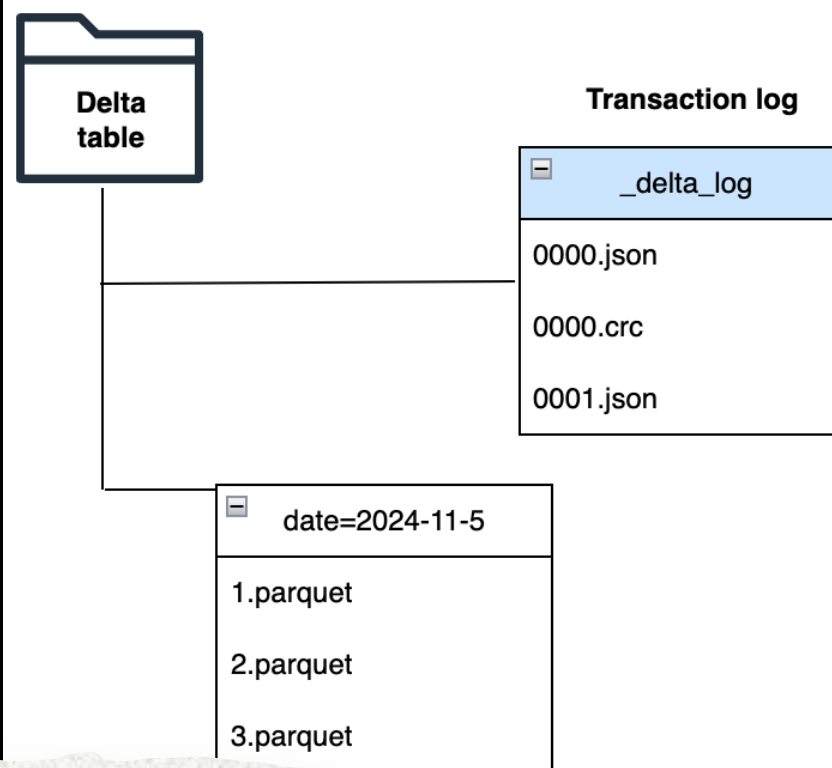 Delta
table
Transaction log
_delta_log
0000.json
0000.crc
0001.json
date=2024-11-5
1.parquet
2.parquet
3.parquet